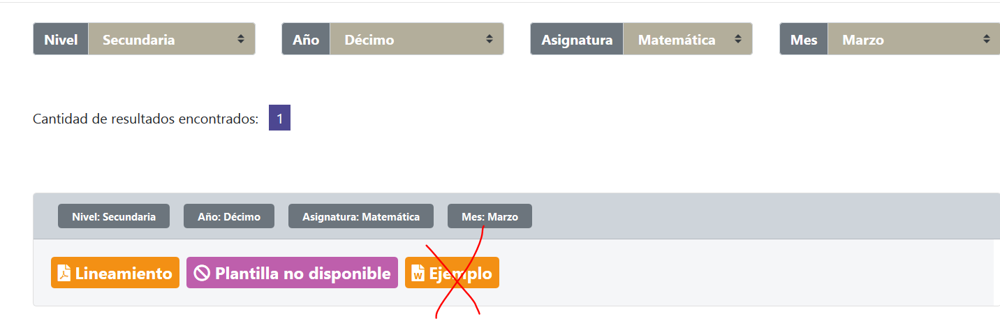 Nivel Secundaria Año Décimo Asignatura Matemática Mes Marzo
Cantidad de resultados encontrados: 1
Nivel: Secundaria Año: Décimo Asignatura: Matemática Mes: Marzo
Lineamiento Plantilla no disponible Ejemplo